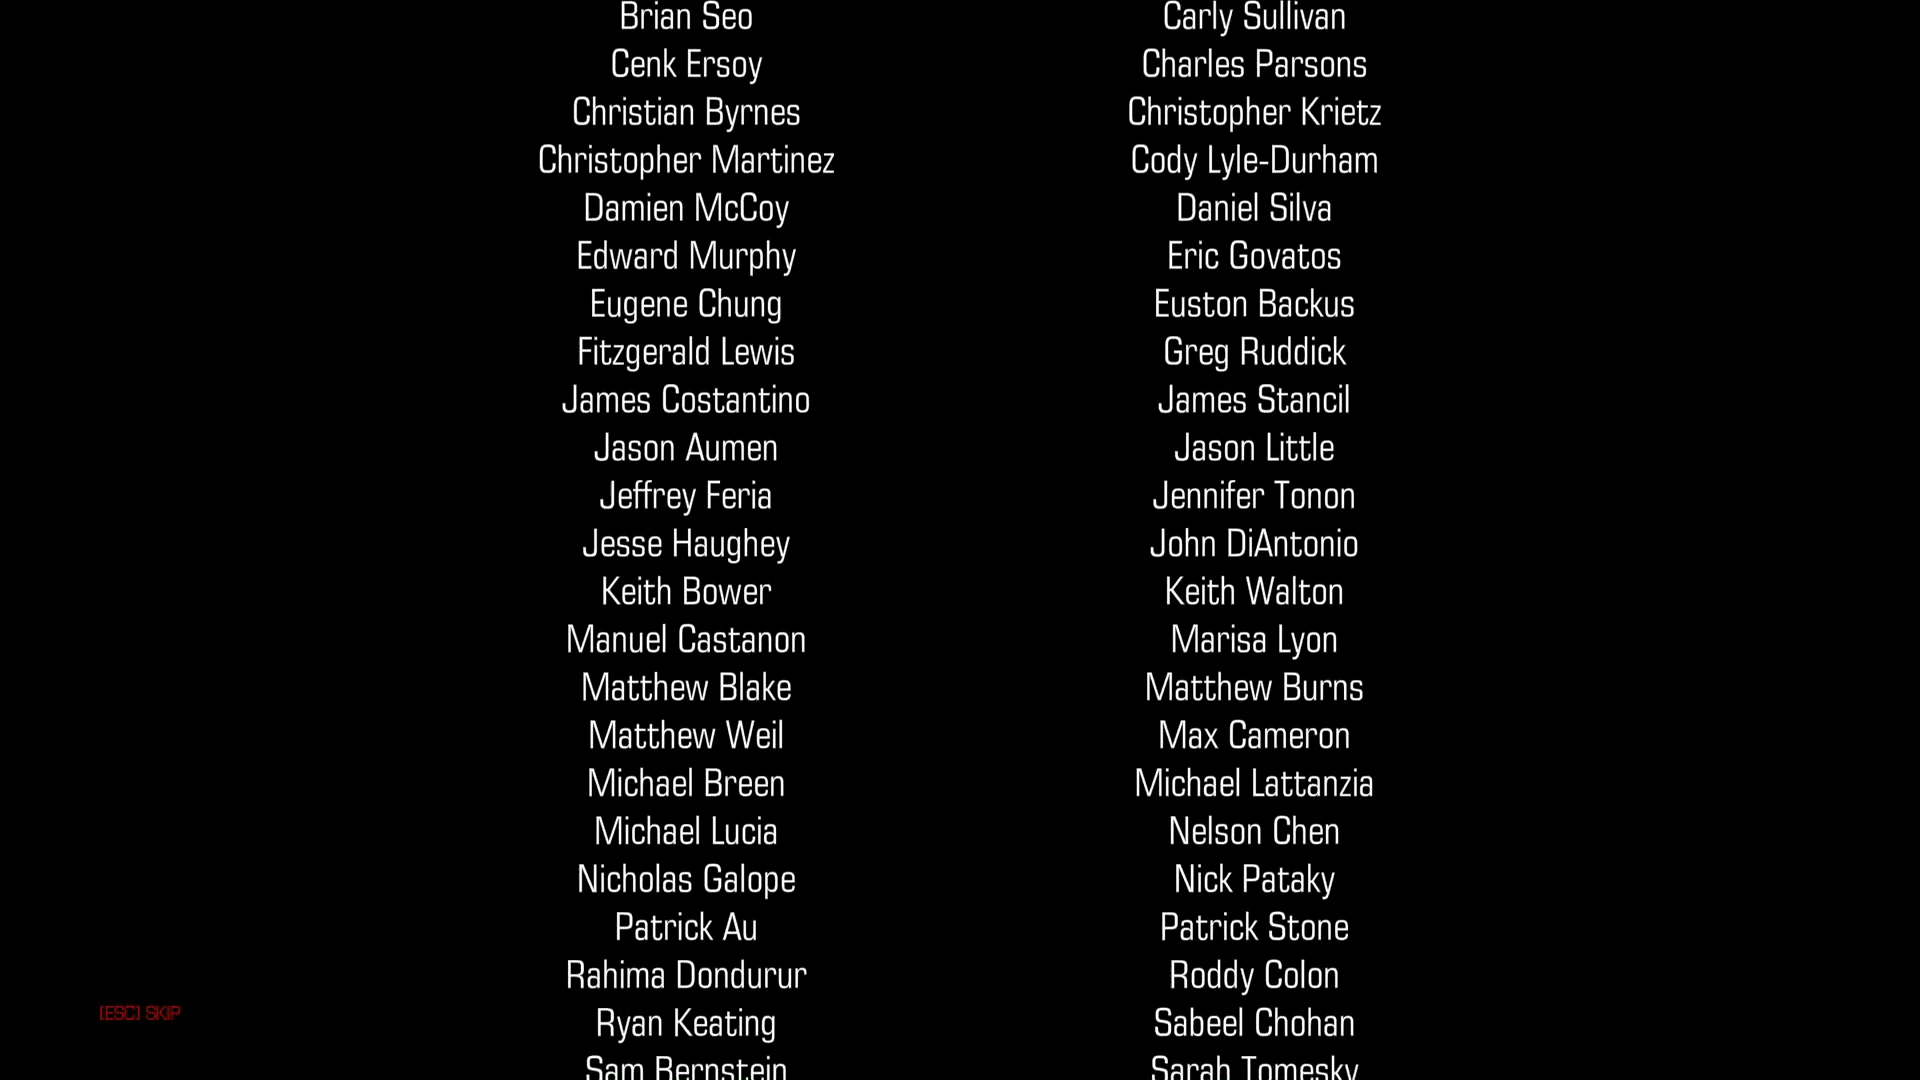 Brian Seo Carly Sullivan
Cenk Ersoy Charles Parsons
Christian Byrnes Christopher Krietz
Christopher Martinez Cody Lyle-Durham
Damien McCoy Daniel Silva
Edward Murphy Eric Govatos
Eugene Chung Euston Backus
Fitzgerald Lewis Greg Ruddick
James Costantino James Stancil
Jason Aumen Jason Little
Jeffrey Feria Jennifer Tonon
Jesse Haughey John DiAntonio
Keith Bower Keith Walton
Manuel Castanon Marisa Lyon
Matthew Blake Matthew Burns
Matthew Weil Max Cameron
Michael Breen Michael Lattanzia
Michael Lucia Nelson Chen
Nicholas Galope Nick Pataky
Patrick Au Patrick Stone
Rahima Dondurur Roddy Colon
[ESC] SKIP
Ryan Keating Sabeel Chohan
Sam Bernstein Sarah Tomesky